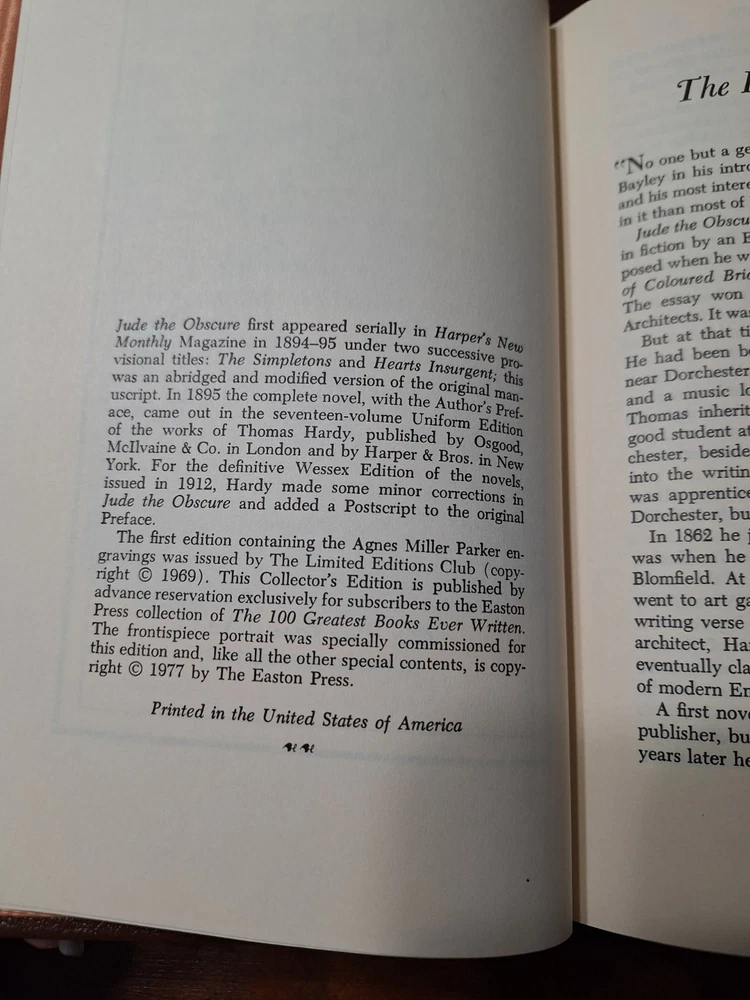 Jude the Obscure first appeared serially in Harper's New
Monthly Magazine in 1894–95 under two successive pro-
visional titles: The Simpletons and Hearts Insurgent; this
was an abridged and modified version of the original man-
uscript. In 1895 the complete novel, with the Author's Pref-
ace, came out in the seventeen-volume Uniform Edition
of the works of Thomas Hardy, published by Osgood,
McIlvaine & Co. in London and by Harper & Bros. in New
York. For the definitive Wessex Edition of the novels,
issued in 1912, Hardy made some minor corrections in
Jude the Obscure and added a Postscript to the original
Preface.
The first edition containing the Agnes Miller Parker en-
gravings was issued by The Limited Editions Club (copy-
right © 1969). This Collector's Edition is published by
advance reservation exclusively for subscribers to the Easton
Press collection of The 100 Greatest Books Ever Written.
The frontispiece portrait was specially commissioned for
this edition and, like all the other special contents, is copy-
right © 1977 by The Easton Press.
Printed in the United States of America
The
"No one but a ge
Bayley in his intr
and his most inter
in it than most of
Jude the Obscu
in fiction by an E
posed when he w
of Coloured Bri
The essay won
Architects. It wa
But at that ti
He had been b
near Dorchester
and a music lo
Thomas inherit
good student at
chester, beside
into the writin
was apprentice
Dorchester, bu
In 1862 he j
was when he
Blomfield. At
went to art ga
writing verse
architect, Ha
eventually cla
of modern En
A first nov
publisher, bu
years later he